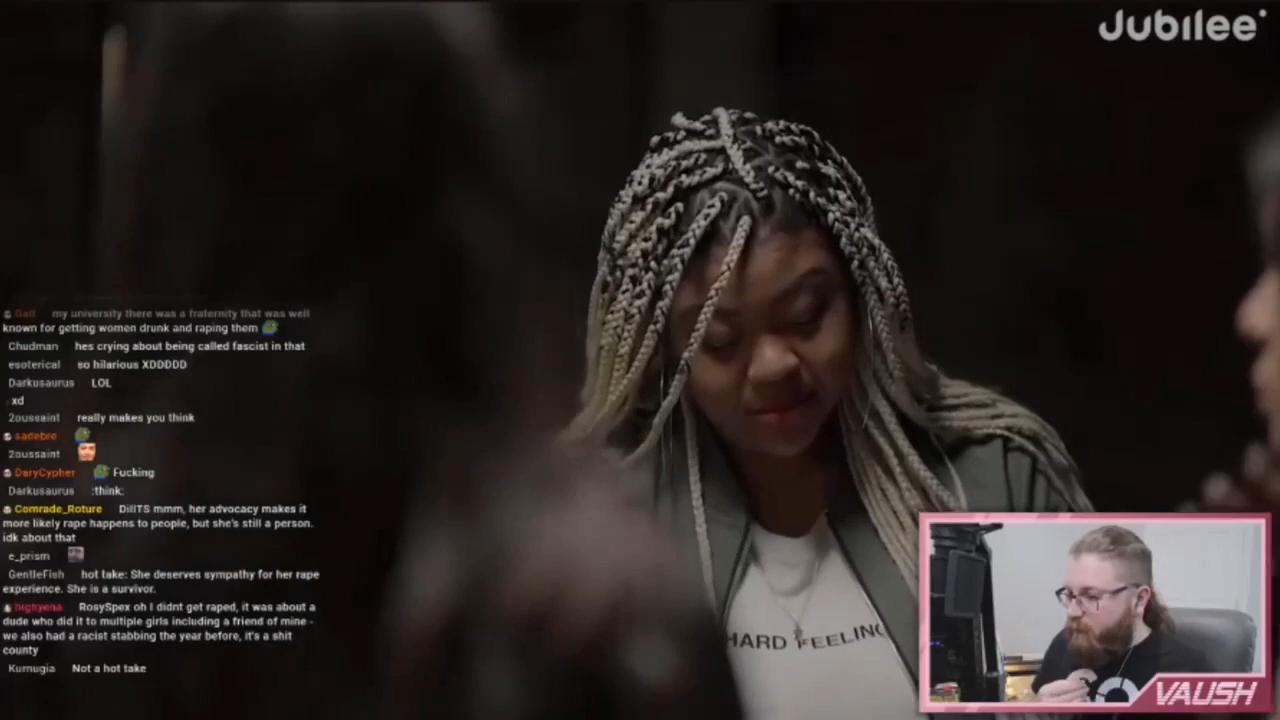 Jubilee
my university there was a fraternity that was well
known for getting women drunk and raping them
Chudman hes crying about being called fascist in that
esoterical so hilarious XDDDDD
Darkusaurus LOL
xd
2oussaint really makes you think
sadebre
2oussaint
DaryCypher Fucking
Darkusaurus :think:
Comrade_Roture DillTS mmm, her advocacy makes it
more likely rape happens to people, but she's still a person.
idk about that
e_prism
GentleFish hot take: She deserves sympathy for her rape
experience. She is a survivor.
highyena RosySpex oh I didnt get raped, it was about a
dude who did it to multiple girls including a friend of mine -
we also had a racist stabbing the year before, it's a shit
county
Kurnugia Not a hot take
HARD FEELING
VAUSH